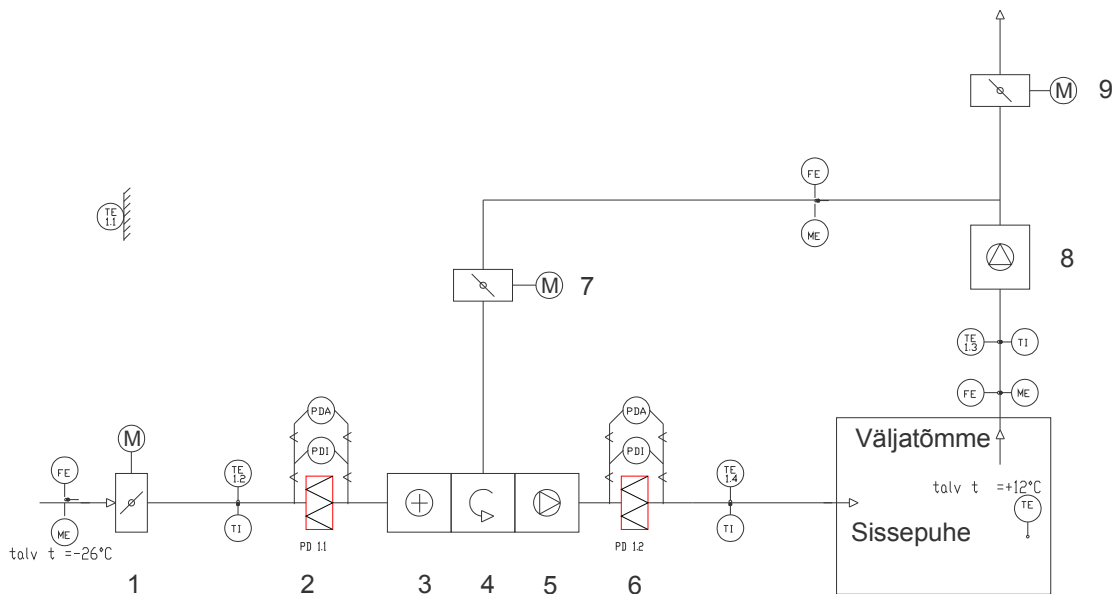 M
9
FE
ME
TE
1.1
8
M
7
TE
1.3
TI
FE
ME
PDA
PDA
Väljatõmme
M
PDI
PDI
FE
TE
1.2
TE
1.4
talv t =+12°C
TE
ME
TI
TI
Sissepuhe
talv t =-26°C
PD 1.1
PD 1.2
1
2
3
4
5
6